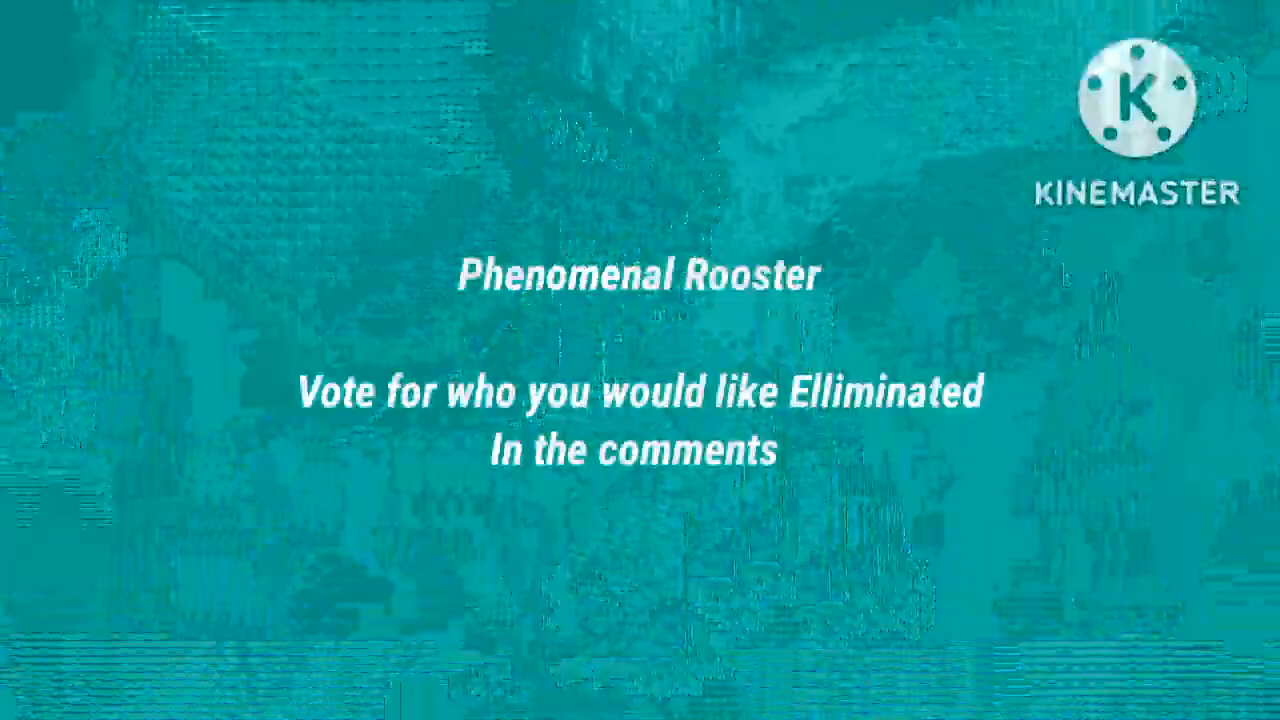 KINEMASTER
Phenomenal Rooster
Vote for who you would like Elliminated
In the comments